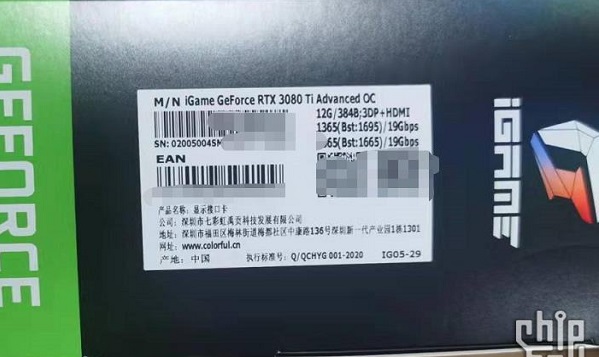 GEFORCE
M/N iGame GeForce RTX 3080 Ti Advanced OC
12G/384B;3DP+HDMI
1365(Bst:1695)/19Gbps
1365(Bst:1665)/19Gbps
SN: 02005004SM
EAN
产品名称: 显示接口卡
公司: 深圳市七彩虹禹贡科技发展有限公司
地址: 深圳市福田区梅林街道梅都社区中康路136号深圳新一代产业园1栋1301
www.colorful.cn
产地: 中国
执行标准号: Q/QCHYG 001-2020
IG05-29
iGAME
chip